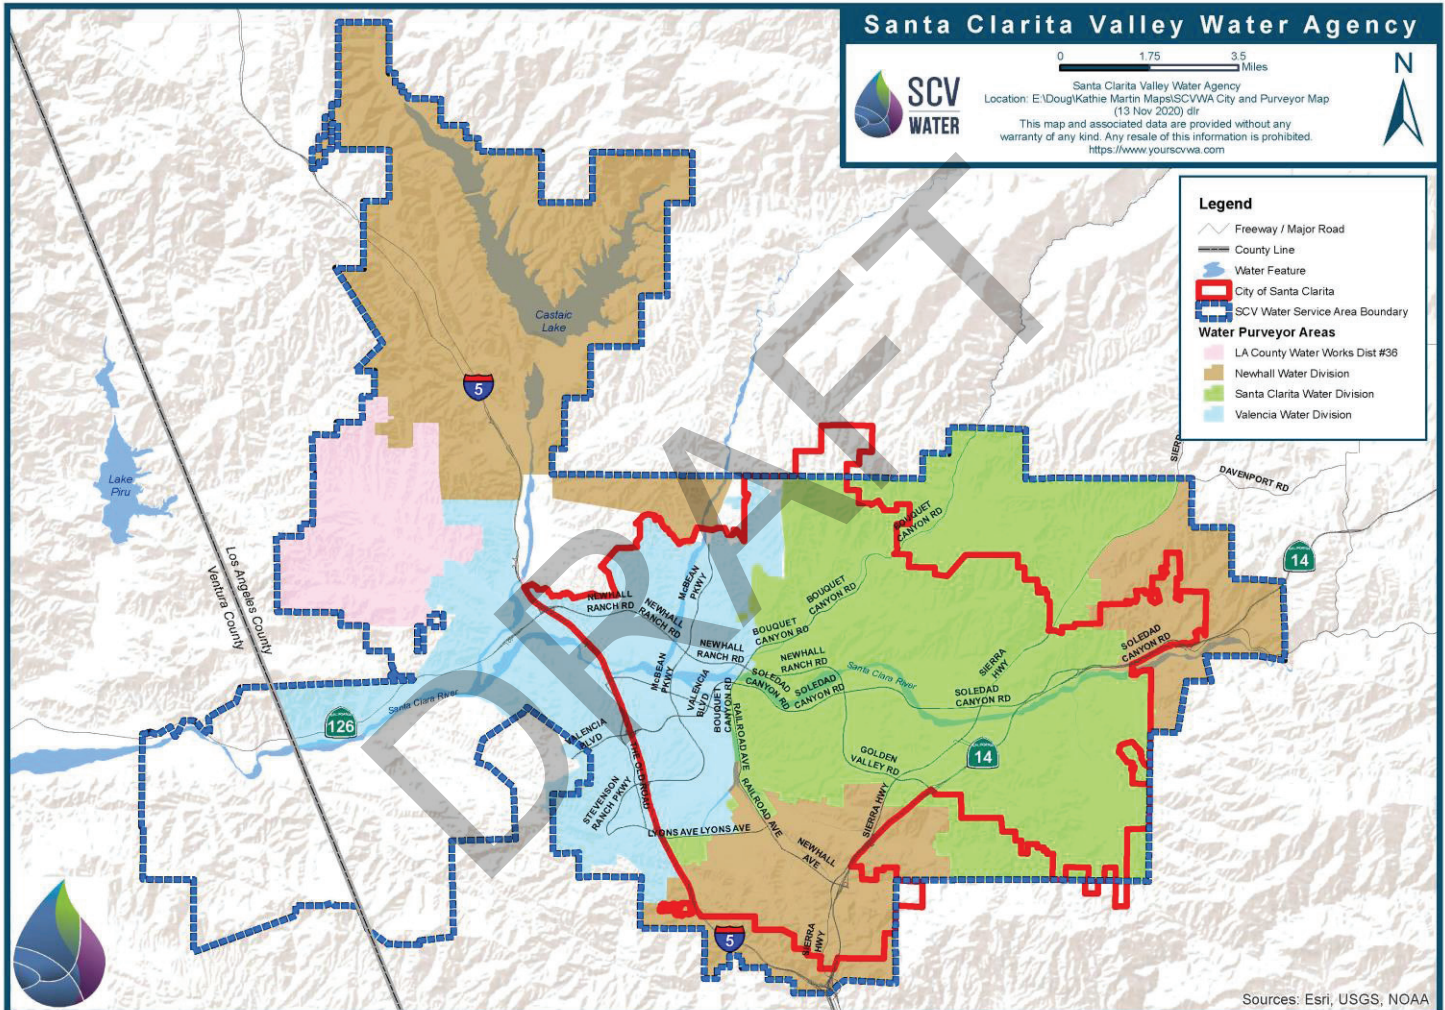 Santa Clarita Valley Water Agency
0 1.75 3.5
Miles
N
SCV
WATER
Santa Clarita Valley Water Agency
Location: E:\Doug\Kathie Martin Maps\SCVWA City and Purveyor Map
(13 Nov 2020) dlr
This map and associated data are provided without any
warranty of any kind. Any resale of this information is prohibited.
https://www.yourscvwa.com
Legend
Freeway / Major Road
County Line
Water Feature
City of Santa Clarita
SCV Water Service Area Boundary
Water Purveyor Areas
LA County Water Works Dist #36
Newhall Water Division
Santa Clarita Water Division
Valencia Water Division
DRAFT
Castaic
Lake
5
Lake
Piru
Los Angeles County
Ventura County
SIERR
DAVENPORT RD
14
BOUQUET
CANYON RD
BOUQUET
CANYON RD
BOUQUET
CANYON RD
McBEAN
PKWY
NEWHALL
RANCH RD
NEWHALL
RANCH RD
NEWHALL
RANCH RD
NEWHALL
RANCH RD
McBEAN
PKWY
VALENCIA
BLVD
BOUQUET
CANYON RD
SOLEDAD
CANYON RD
SOLEDAD
CANYON RD
Santa Clara River
SIERRA
HWY
SOLEDAD
CANYON RD
SOLEDAD
CANYON RD
Santa Clara River
126
VALENCIA
BLVD
THE OLD ROAD
RAILROAD AVE
RAILROAD AVE
GOLDEN
VALLEY RD
14
SIERRA HWY
STEVENSON
RANCH PKWY
LYONS AVE LYONS AVE
NEWHALL
AVE
SIERRA
HWY
5
Sources: Esri, USGS, NOAA